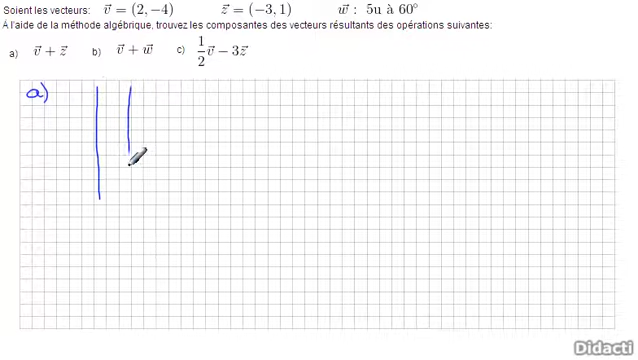 Soient les vecteurs: v⃗ = (2, −4) z⃗ = (−3, 1) w⃗ : 5u à 60°
À l'aide de la méthode algébrique, trouvez les composantes des vecteurs résultants des opérations suivantes:
a) v⃗ + z⃗ b) v⃗ + w⃗ c) 1/2 v⃗ − 3z⃗
a)
Didacti